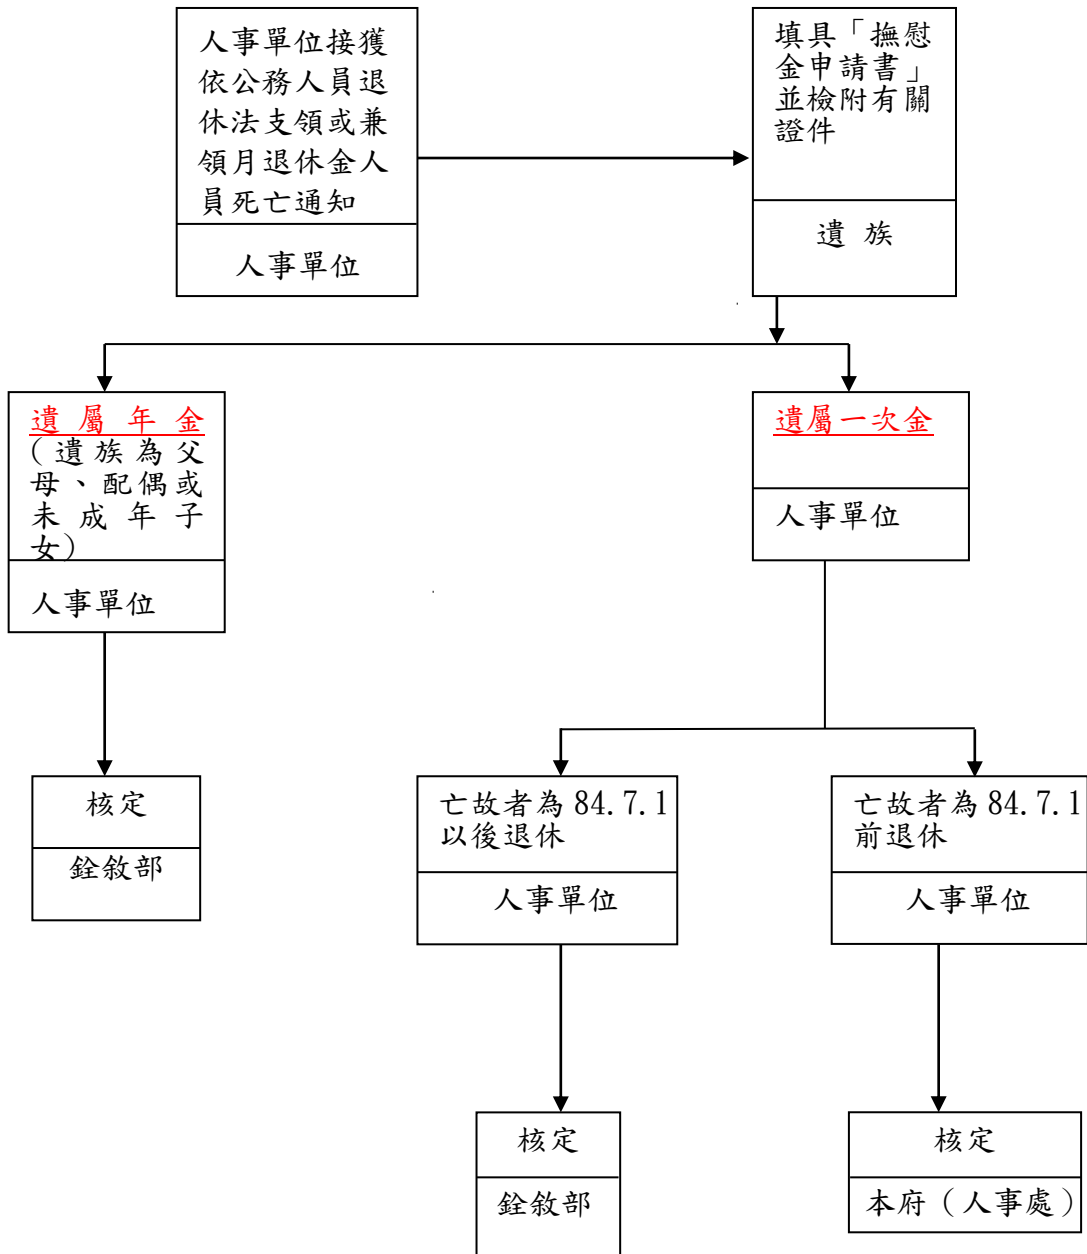 人事單位接獲
依公務人員退
休法支領或兼
領月退休金人
員死亡通知
人事單位
填具「撫慰
金申請書」
並檢附有關
證件
遺 族
遺屬年金
（遺族為父
母、配偶或
未成年子
女）
人事單位
遺屬一次金
人事單位
核定
銓敘部
亡故者為 84.7.1
以後退休
人事單位
亡故者為 84.7.1
前退休
人事單位
核定
銓敘部
核定
本府（人事處）